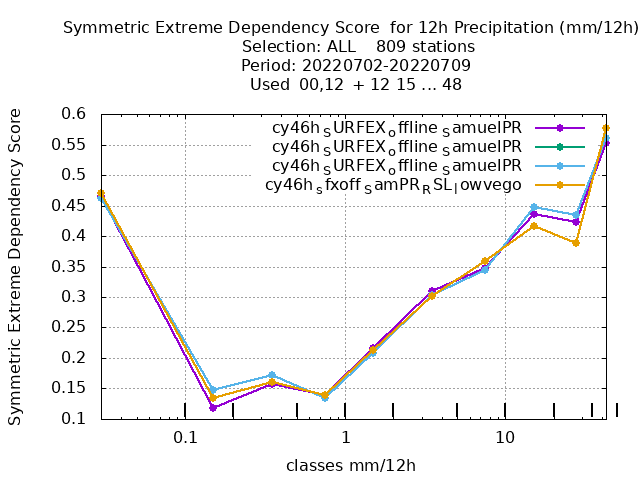 Symmetric Extreme Dependency Score  for 12h Precipitation (mm/12h)
Selection: ALL    809 stations
Period: 20220702-20220709
Used  00,12  + 12 15 ... 48
Symmetric Extreme Dependency Score
0.6
0.55
0.5
0.45
0.4
0.35
0.3
0.25
0.2
0.15
0.1
cy46h_SURFEX_offline_SamuelPR
cy46h_SURFEX_offline_SamuelPR
cy46h_SURFEX_offline_SamuelPR
cy46h_sfxoff_SamPR_RSL_lowvego
0.1 1 10
classes mm/12h